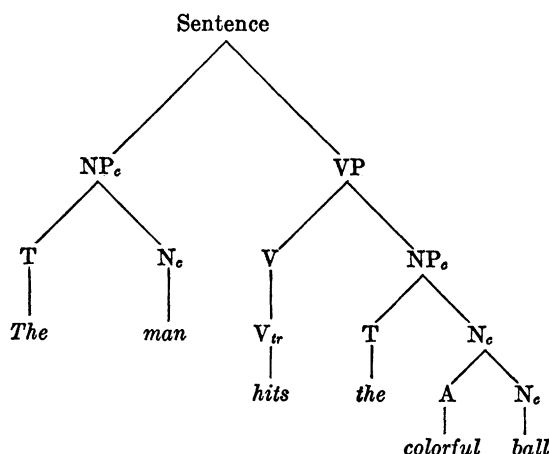 Sentence
NPc VP
T Nc V NPc
The man Vtr T Nc
hits the A Nc
colorful ball